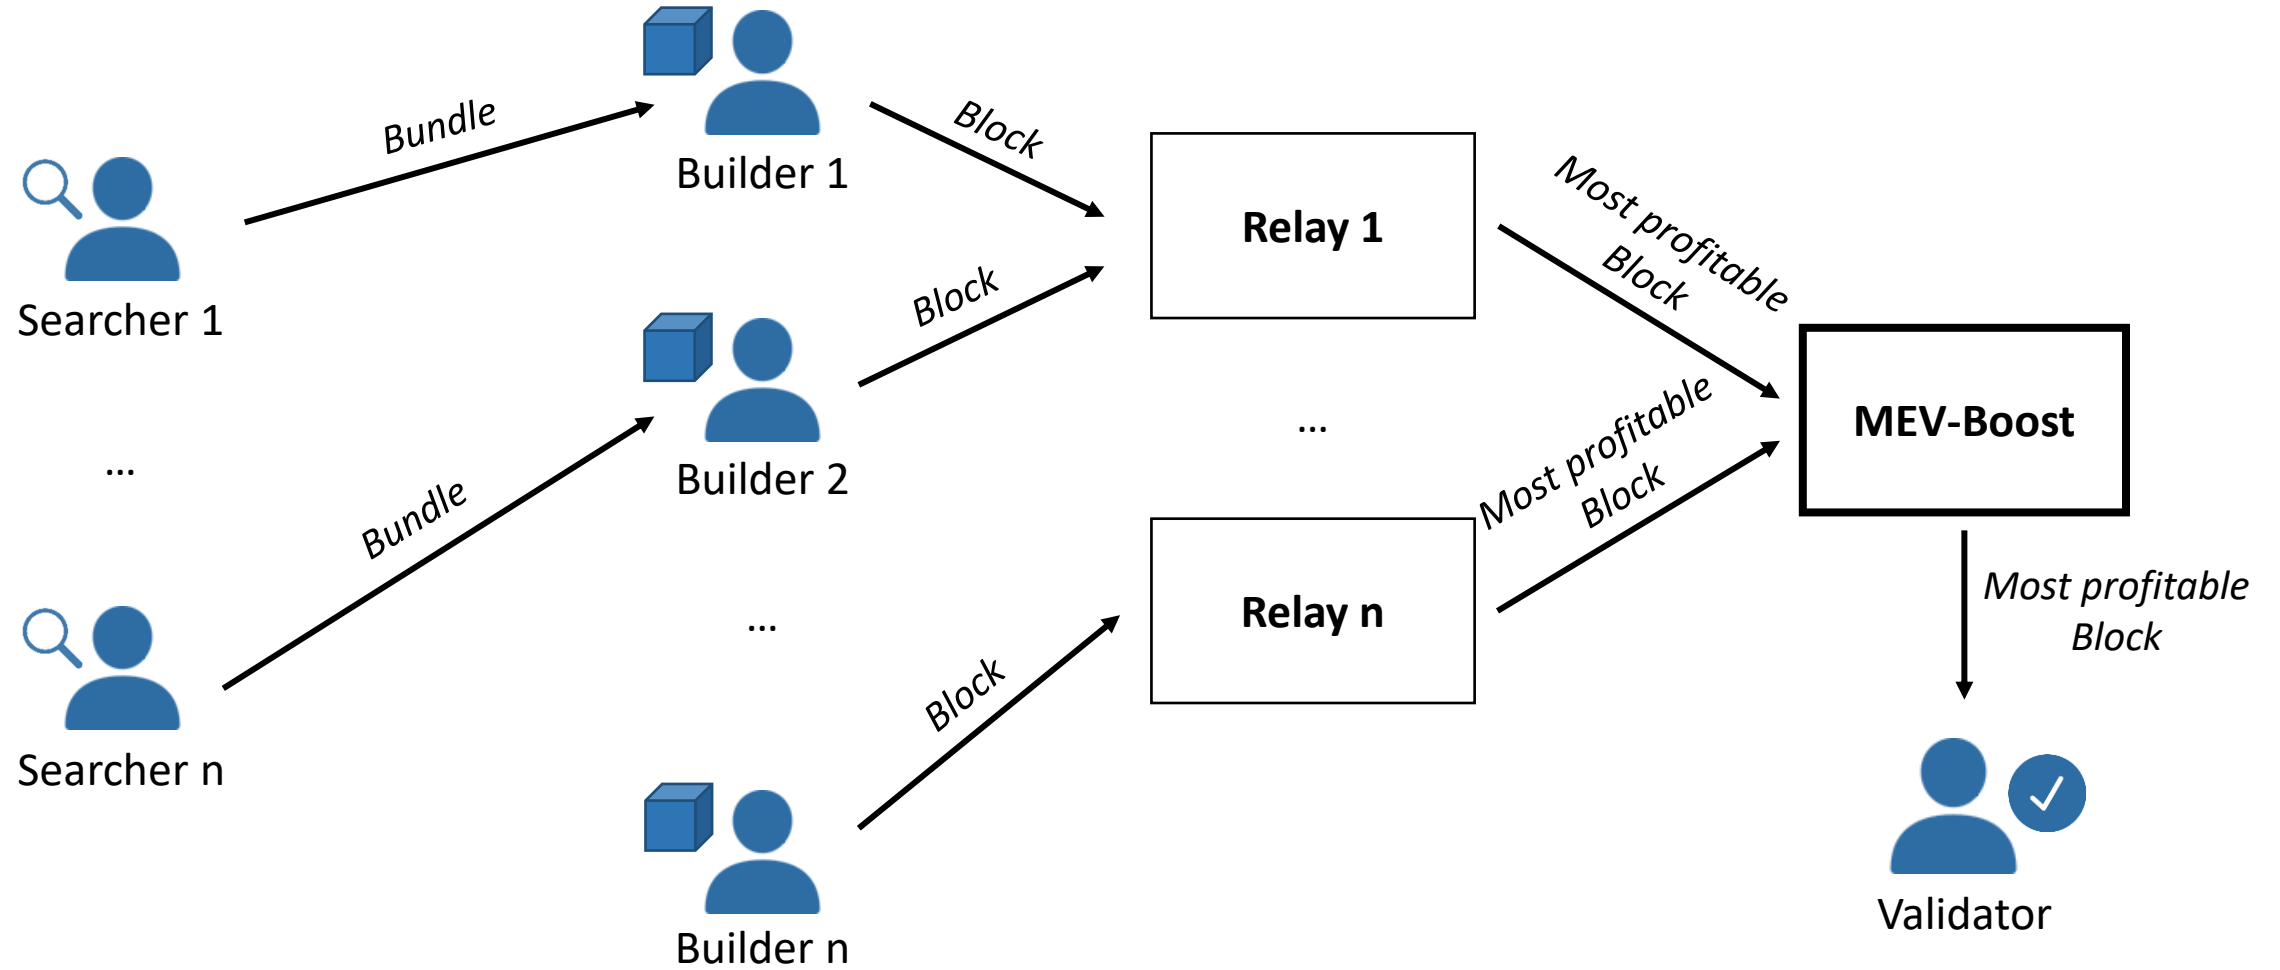 Bundle
Builder 1
Searcher 1
Block
Relay 1
Most profitable
Block
...
Bundle
Builder 2
Block
...
Most profitable
Block
MEV-Boost
Searcher n
...
Block
Builder n
Relay n
Most profitable
Block
Validator